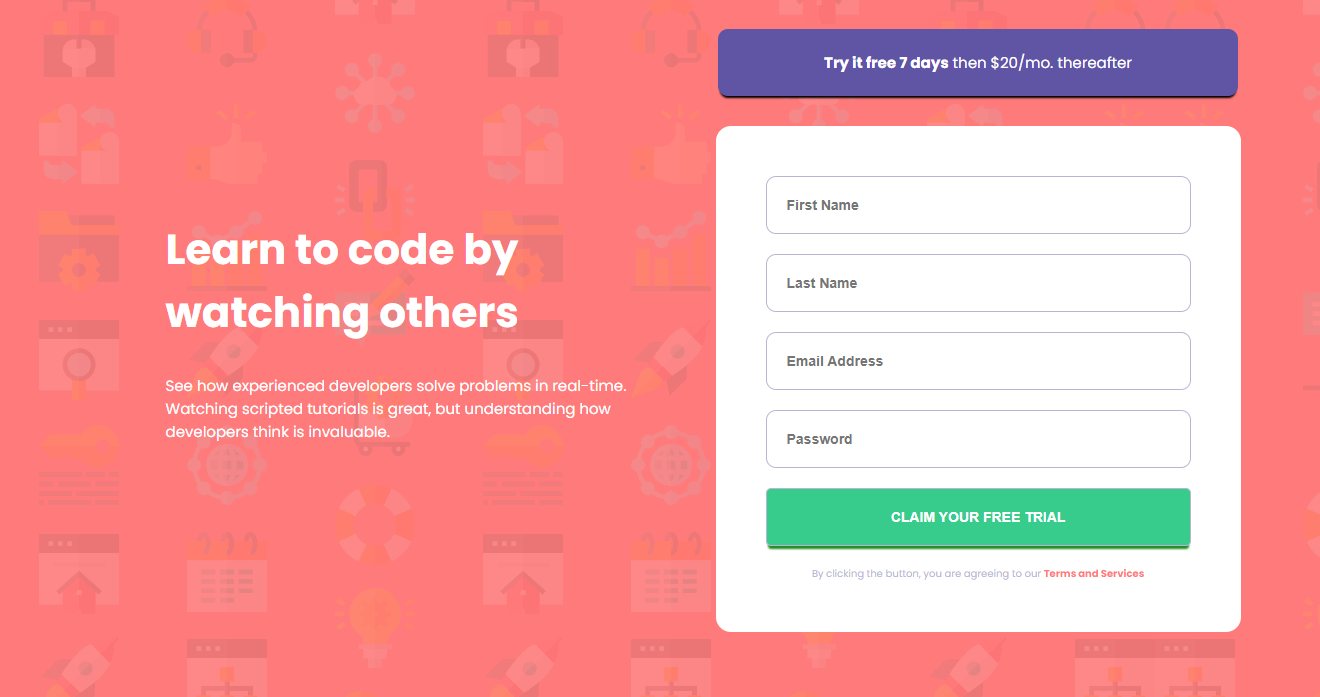 Try it free 7 days then $20/mo. thereafter
Learn to code by
watching others
See how experienced developers solve problems in real-time.
Watching scripted tutorials is great, but understanding how
developers think is invaluable.
First Name
Last Name
Email Address
Password
CLAIM YOUR FREE TRIAL
By clicking the button, you are agreeing to our Terms and Services